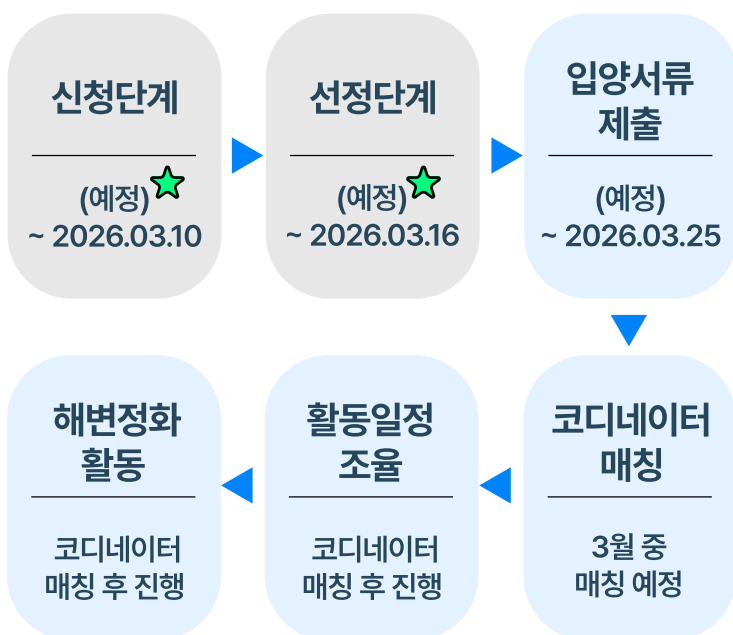 신청단계
(예정)
~ 2026.03.10
선정단계
(예정)
~ 2026.03.16
입양서류
제출
(예정)
~ 2026.03.25
코디네이터
매칭
3월 중
매칭 예정
활동일정
조율
코디네이터
매칭 후 진행
해변정화
활동
코디네이터
매칭 후 진행